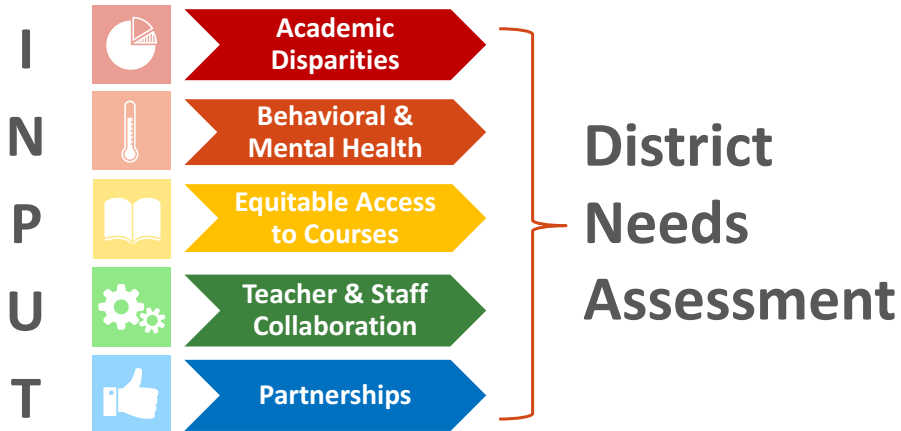 I
N
P
U
T
Academic
Disparities
Behavioral &
Mental Health
Equitable Access
to Courses
Teacher & Staff
Collaboration
Partnerships
District
Needs
Assessment